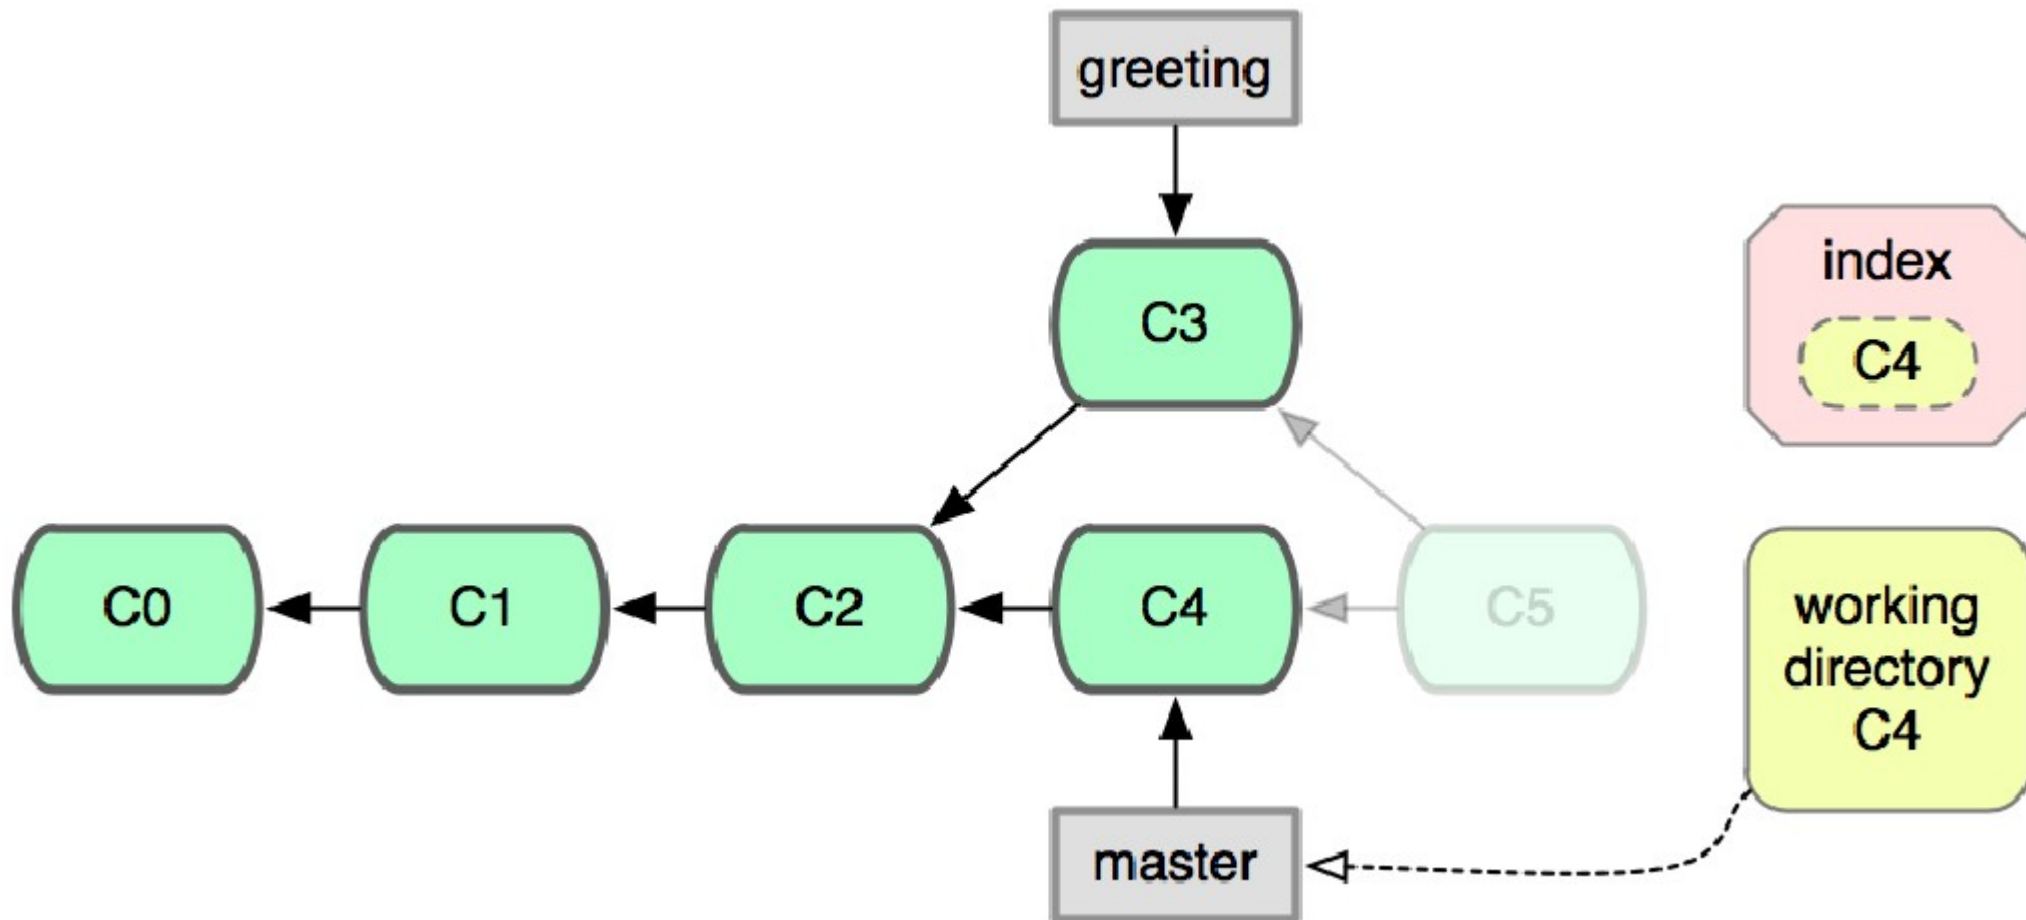 greeting
C3
index
C4
C0
C1
C2
C4
C5
working
directory
C4
master